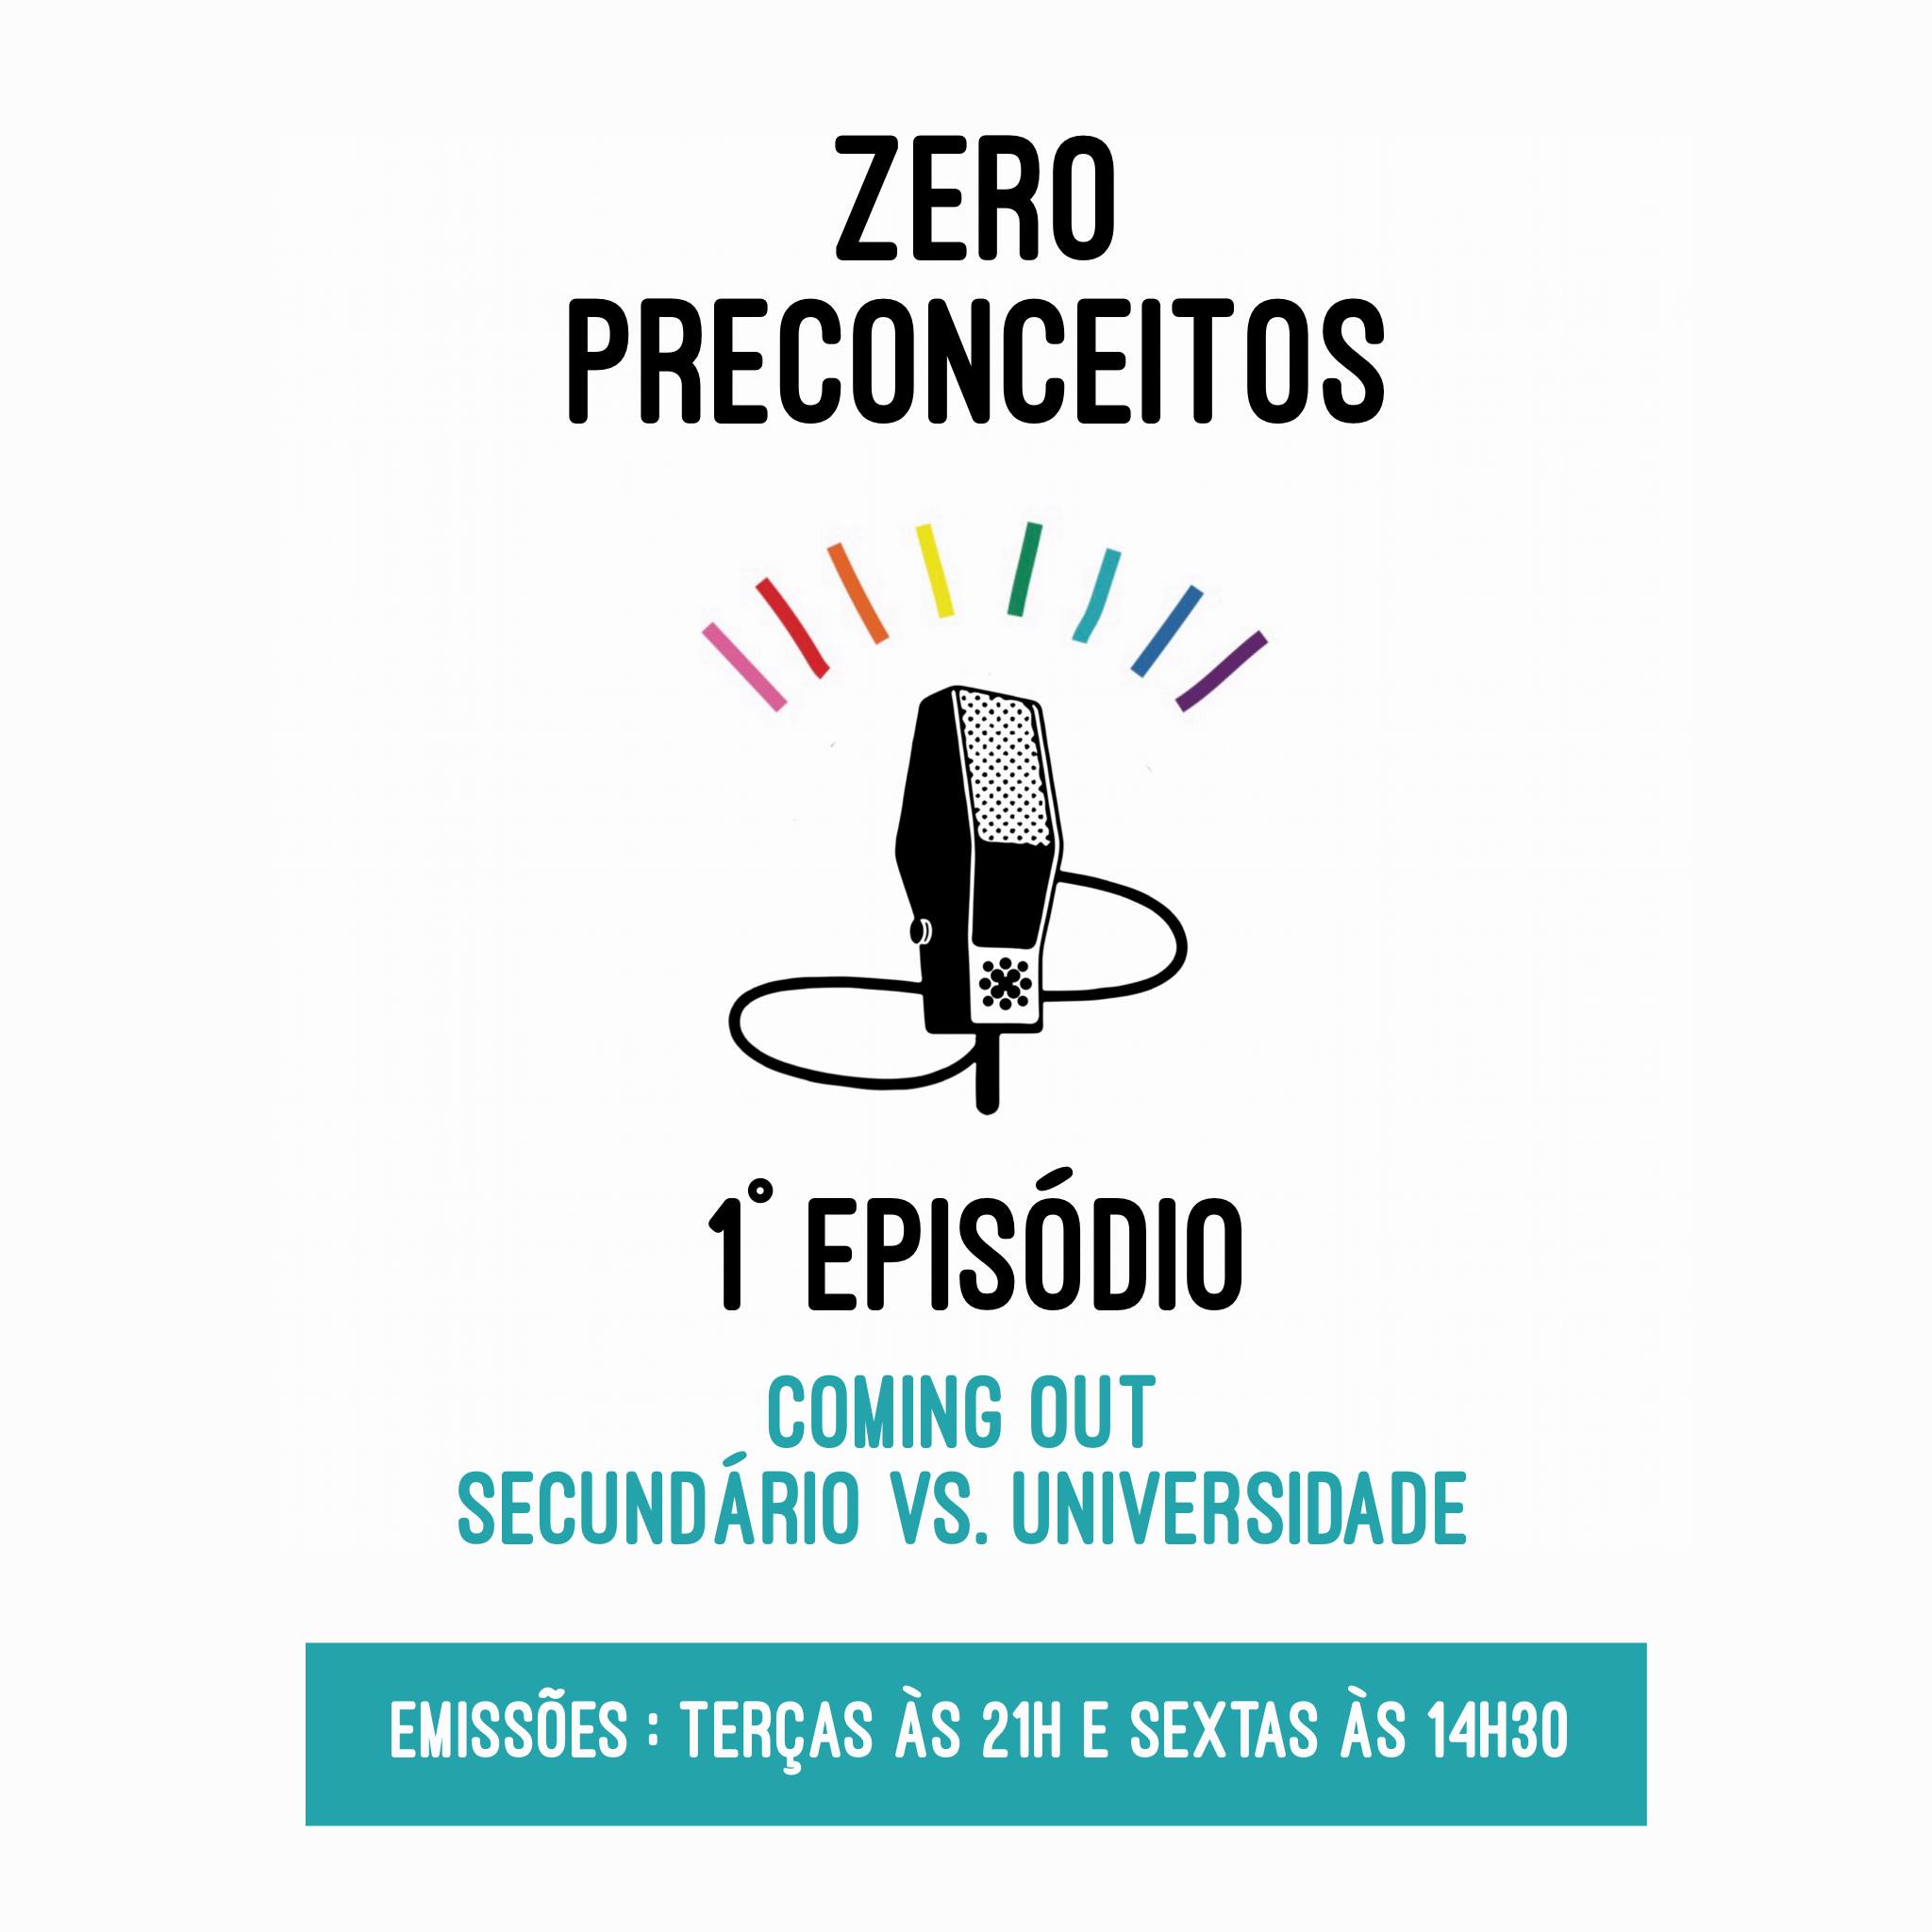 ZERO
PRECONCEITOS
1° EPISÓDIO
COMING OUT
SECUNDÁRIO VS. UNIVERSIDADE
EMISSÕES : TERÇAS ÀS 21H E SEXTAS ÀS 14H30